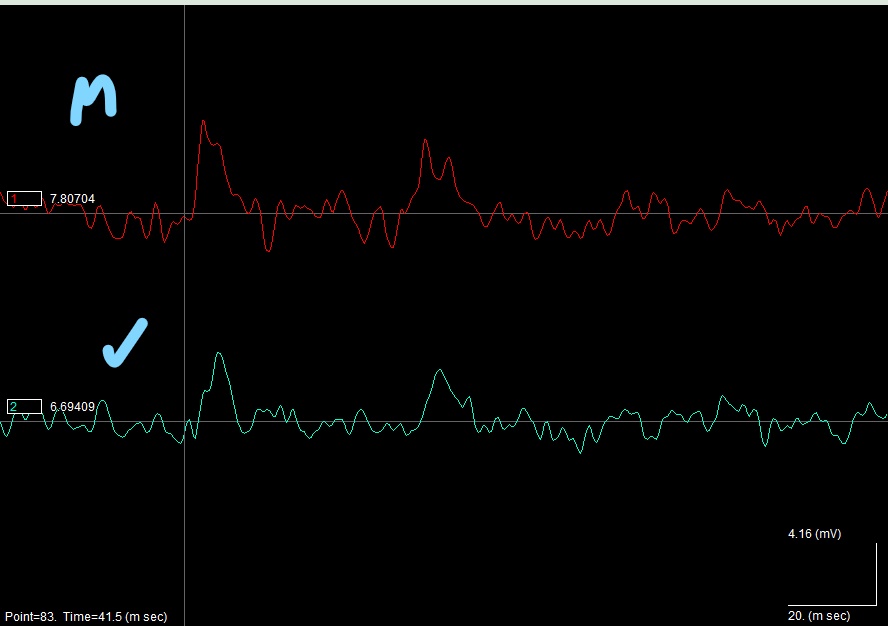 m
1 7.80704
✓
2 6.69409
4.16 (mV)
20. (m sec)
Point=83. Time=41.5 (m sec)